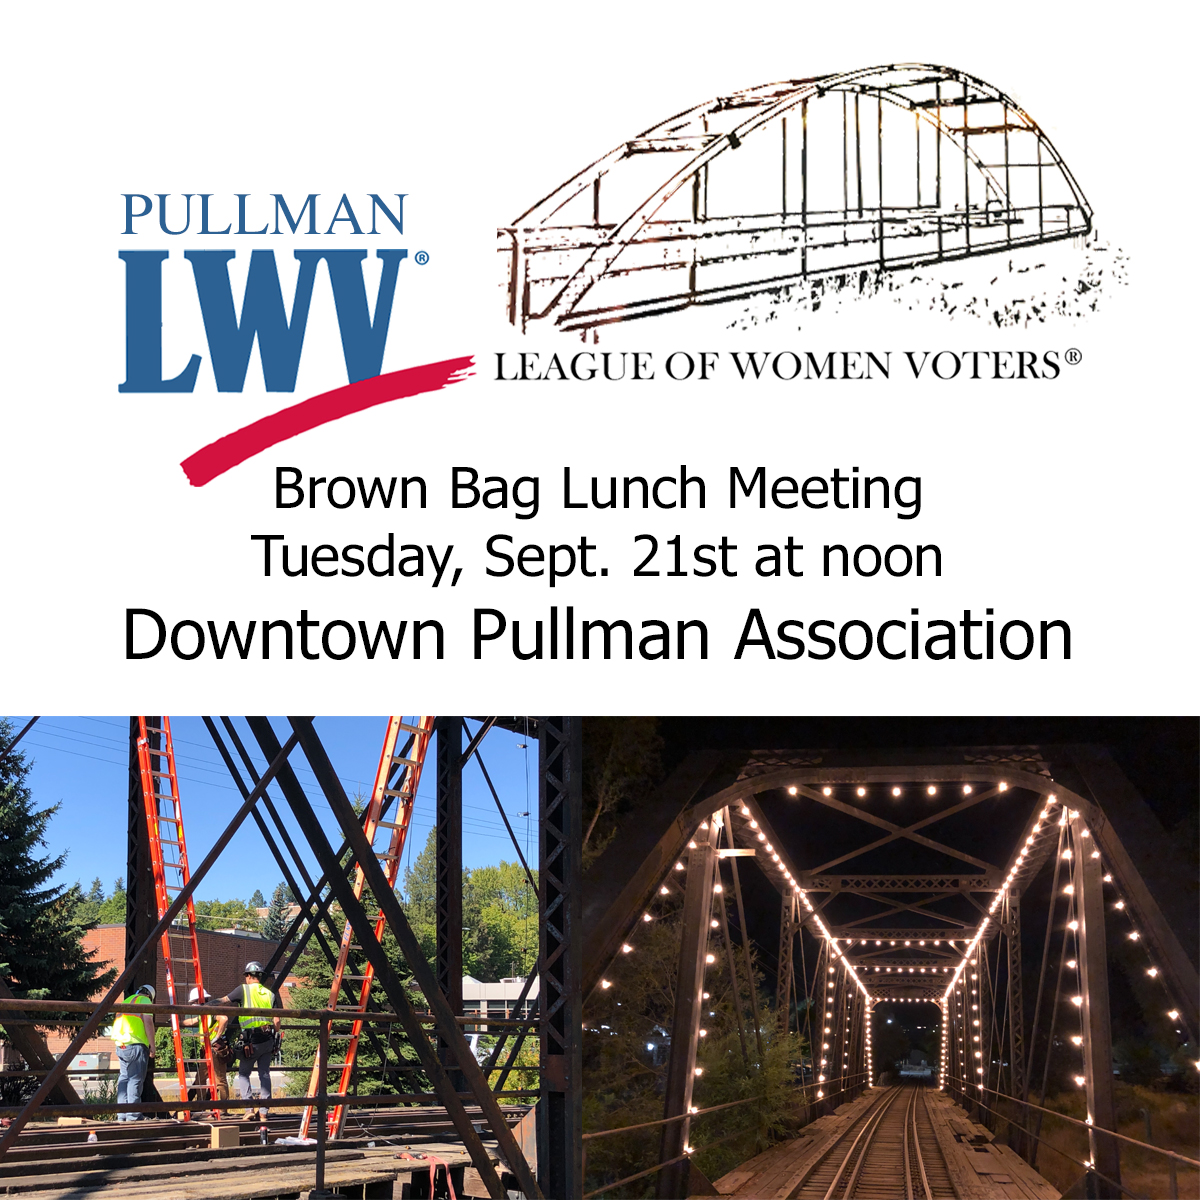 PULLMAN
LWV®
LEAGUE OF WOMEN VOTERS®
Brown Bag Lunch Meeting
Tuesday, Sept. 21st at noon
Downtown Pullman Association